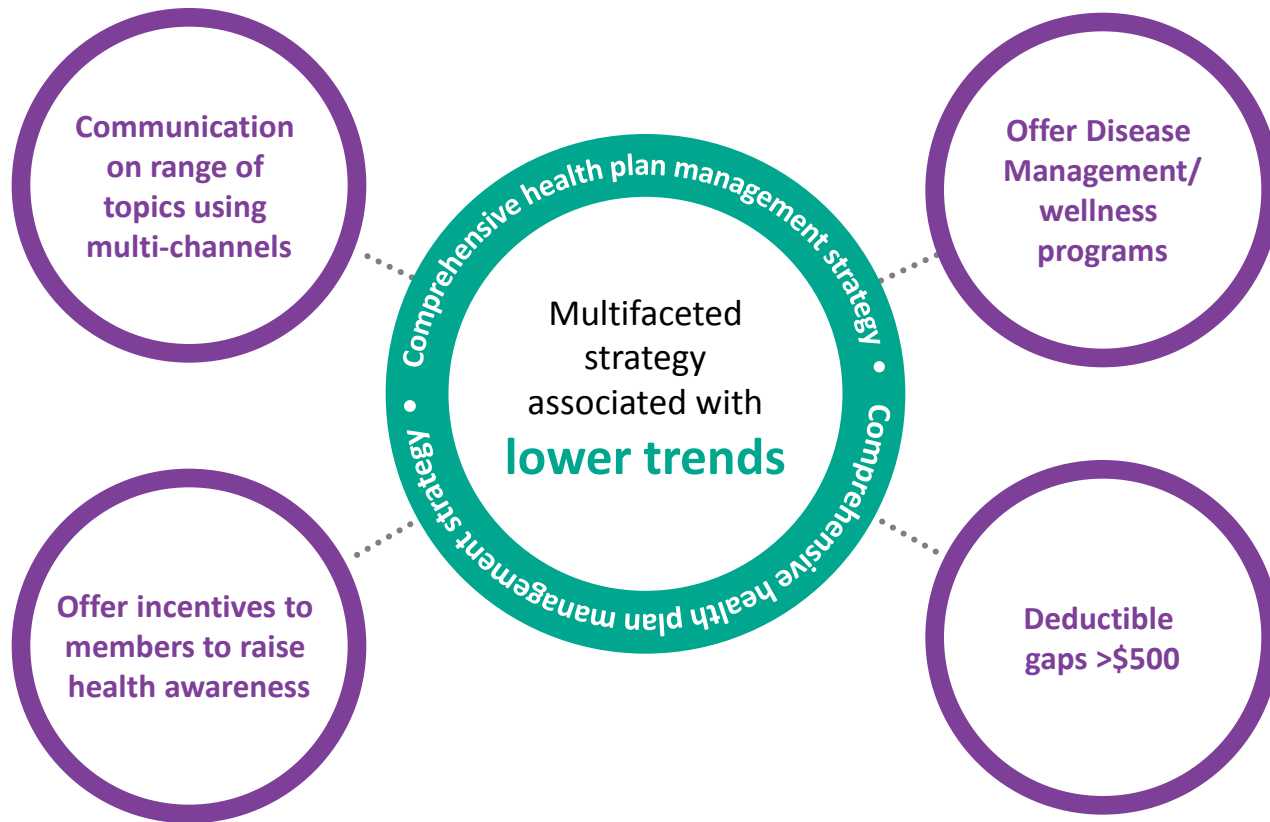 Communication
on range of
topics using
multi-channels
Offer Disease
Management/
wellness
programs
Comprehensive health plan management strategy •
Comprehensive health plan management strategy •
Multifaceted
strategy
associated with
lower trends
Offer incentives to
members to raise
health awareness
Deductible
gaps >$500